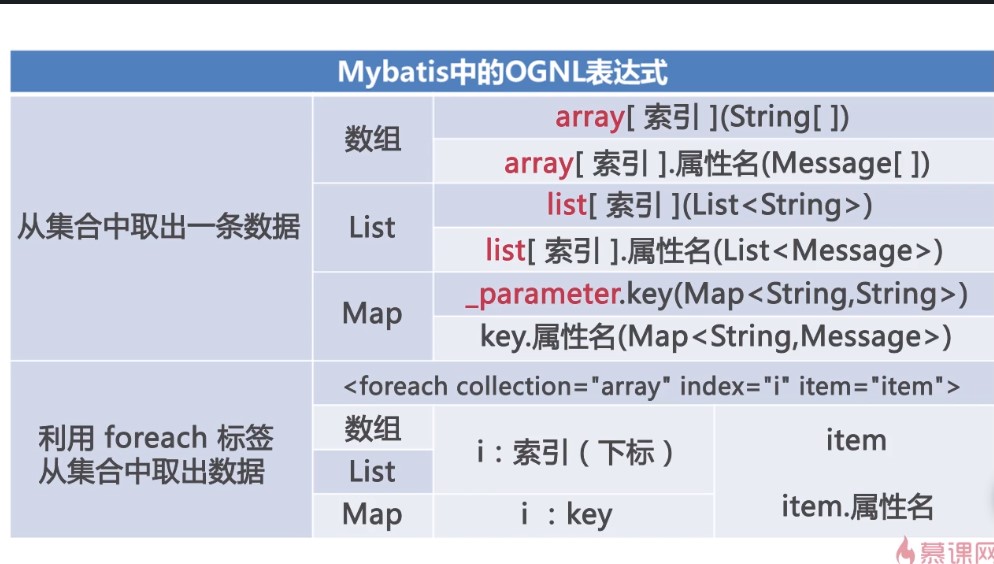 Mybatis中的OGNL表达式
从集合中取出一条数据
数组
array[ 索引 ](String[ ])
array[ 索引 ].属性名(Message[ ])
List
list[ 索引 ](List<String>)
list[ 索引 ].属性名(List<Message>)
Map
_parameter.key(Map<String,String>)
key.属性名(Map<String,Message>)
利用 foreach 标签
从集合中取出数据
<foreach collection="array" index="i" item="item">
数组
List
i：索引（下标）
Map
i ：key
item
item.属性名
慕课网